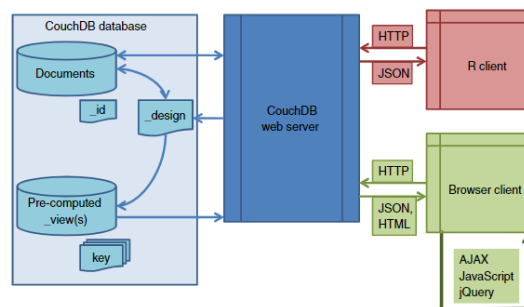 CouchDB database
Documents
_id
_design
Pre-computed
_view(s)
key
CouchDB
web server
HTTP
JSON
R client
HTTP
JSON,
HTML
Browser client
AJAX
JavaScript
jQuery